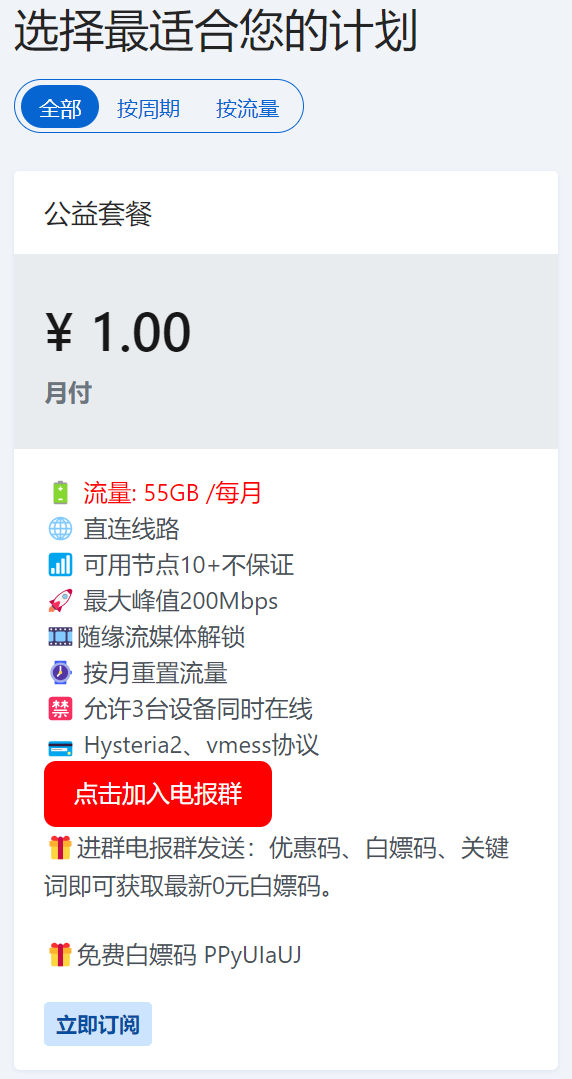 选择最适合您的计划
全部 按周期 按流量
公益套餐
¥ 1.00
月付
流量: 55GB /每月
直连线路
可用节点10+不保证
最大峰值200Mbps
随缘流媒体解锁
按月重置流量
禁 允许3台设备同时在线
Hysteria2、vmess协议
点击加入电报群
进群电报群发送：优惠码、白嫖码、关键
词即可获取最新0元白嫖码。
免费白嫖码 PPyUIaUJ
立即订阅